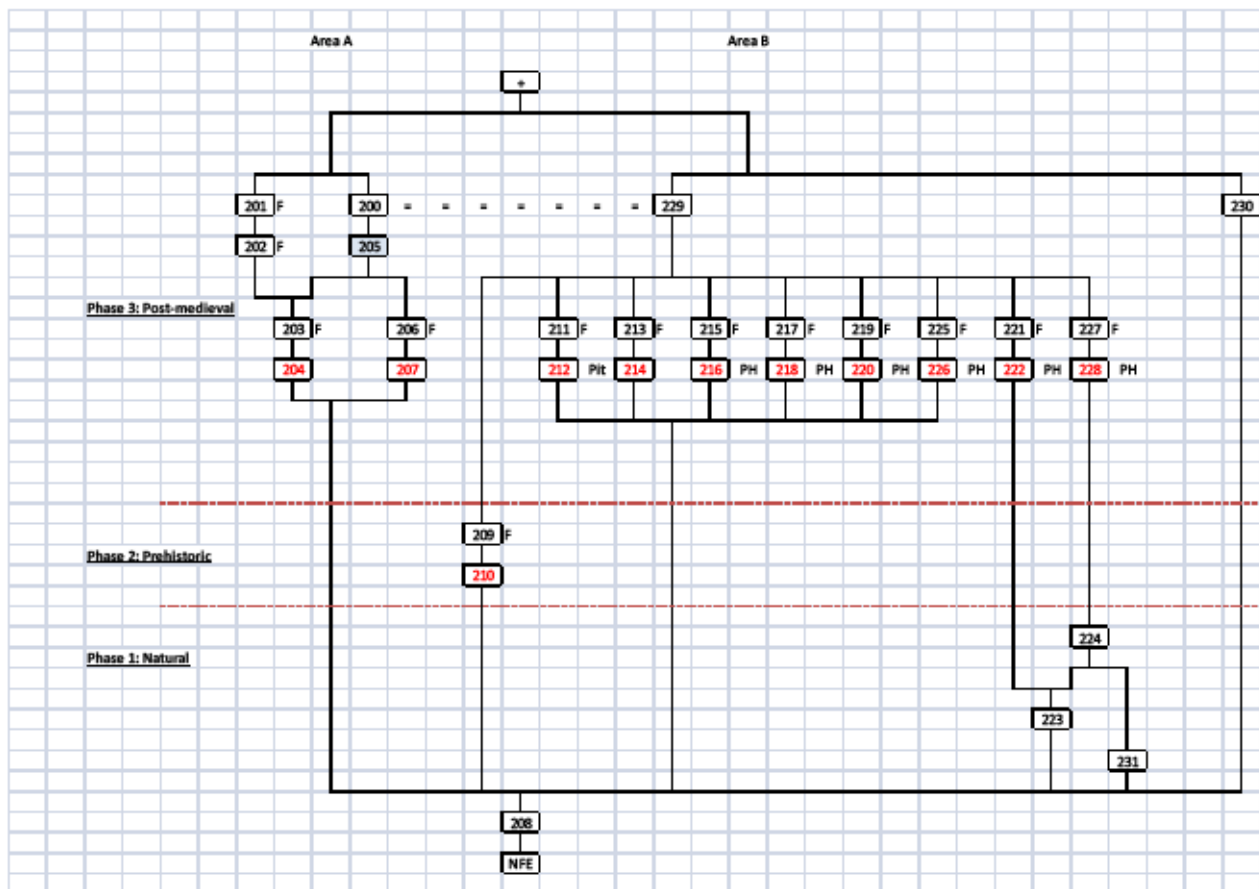 Area A Area B
+
201 F 200 = = = = = = = 229 230
202 F 205
Phase 3: Post-medieval
203 F 206 F 211 F 213 F 215 F 217 F 219 F 225 F 221 F 227 F
204 207 212 Pit 214 216 PH 218 PH 220 PH 226 PH 222 PH 228 PH
209 F
Phase 2: Prehistoric
210
224
Phase 1: Natural
223
231
208
NFE